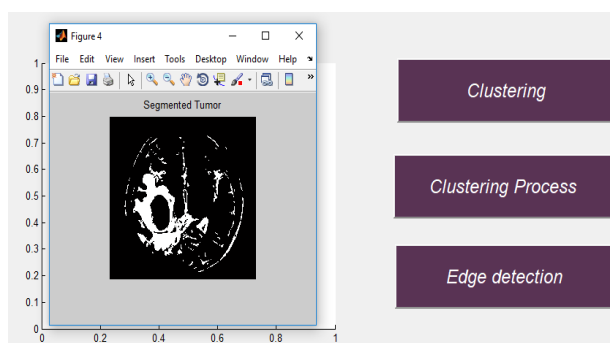 Figure 4
File Edit View Insert Tools Desktop Window Help
Segmented Tumor
1
0.9
0.8
0.7
0.6
0.5
0.4
0.3
0.2
0.1
0
0 0.2 0.4 0.6 0.8 1
Clustering
Clustering Process
Edge detection